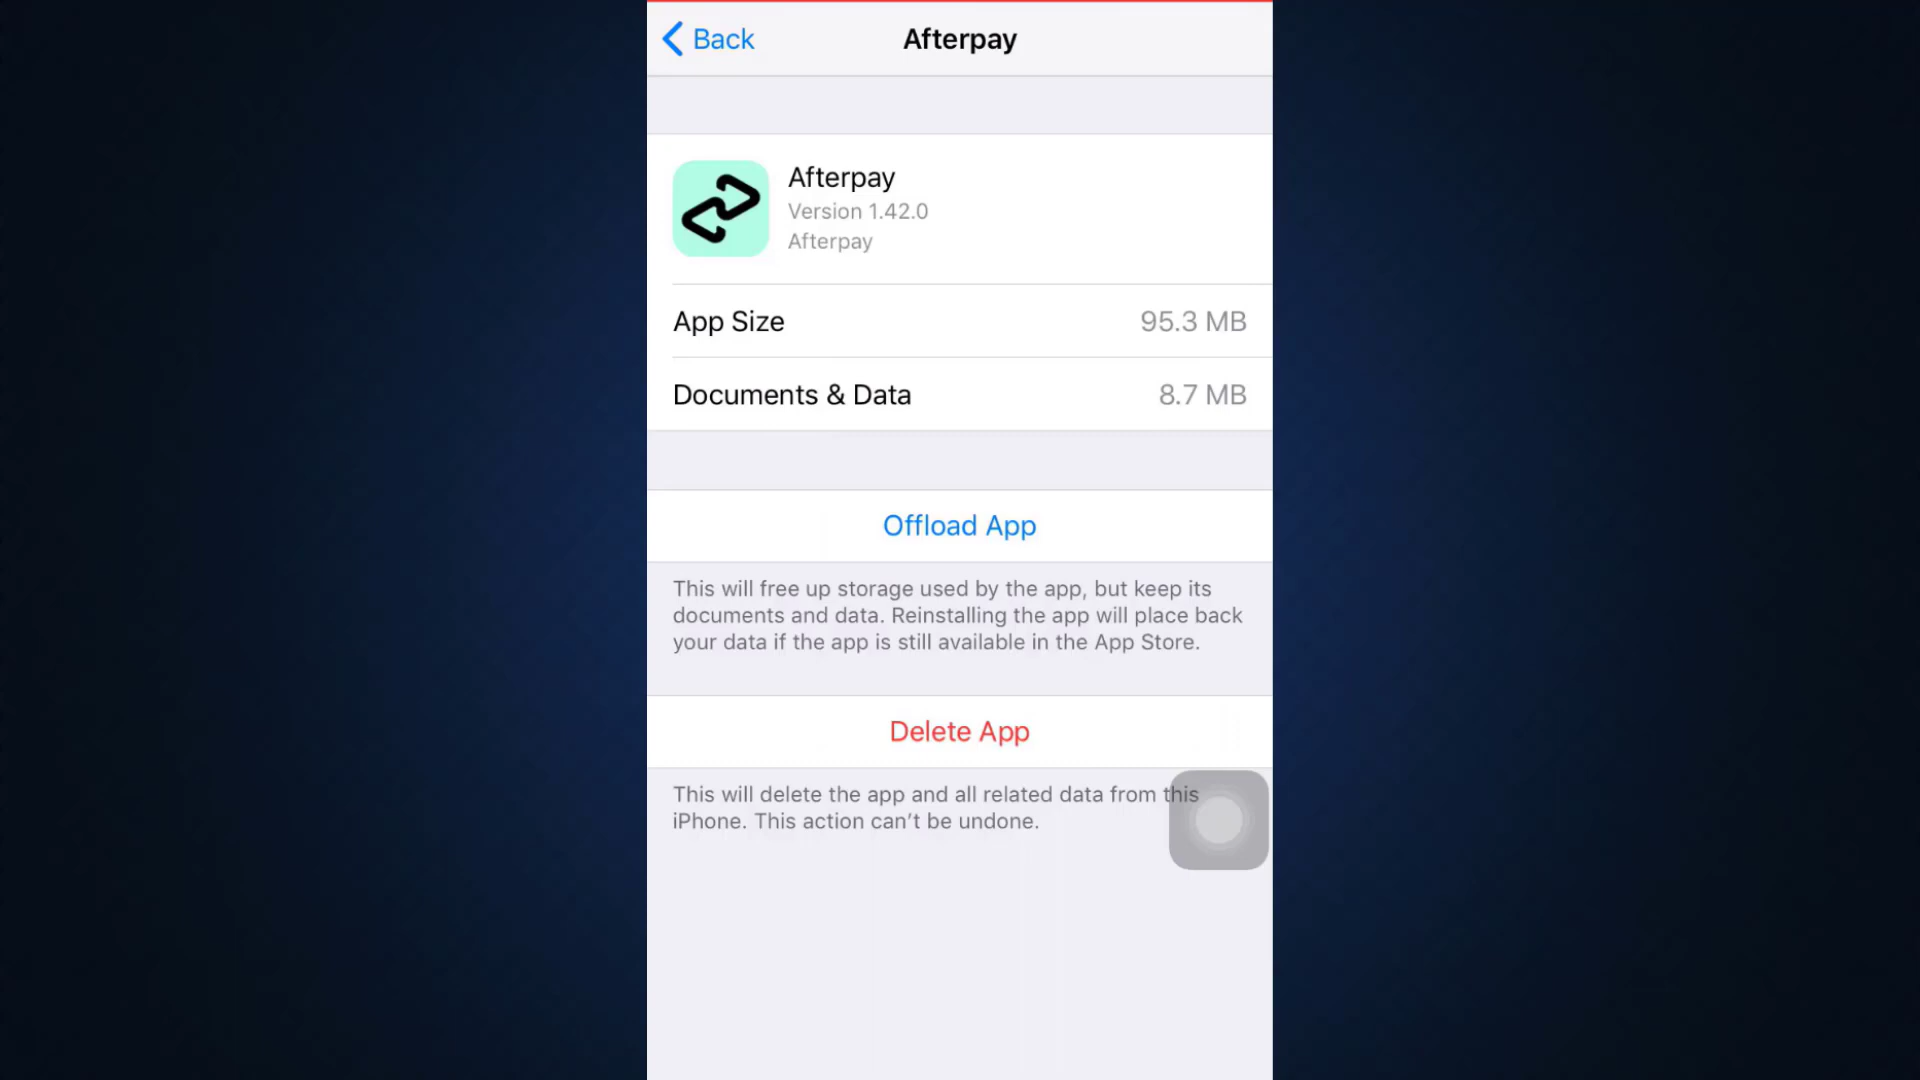 Back
Afterpay
Afterpay
Version 1.42.0
Afterpay
App Size 95.3 MB
Documents & Data 8.7 MB
Offload App
This will free up storage used by the app, but keep its
documents and data. Reinstalling the app will place back
your data if the app is still available in the App Store.
Delete App
This will delete the app and all related data from this
iPhone. This action can’t be undone.